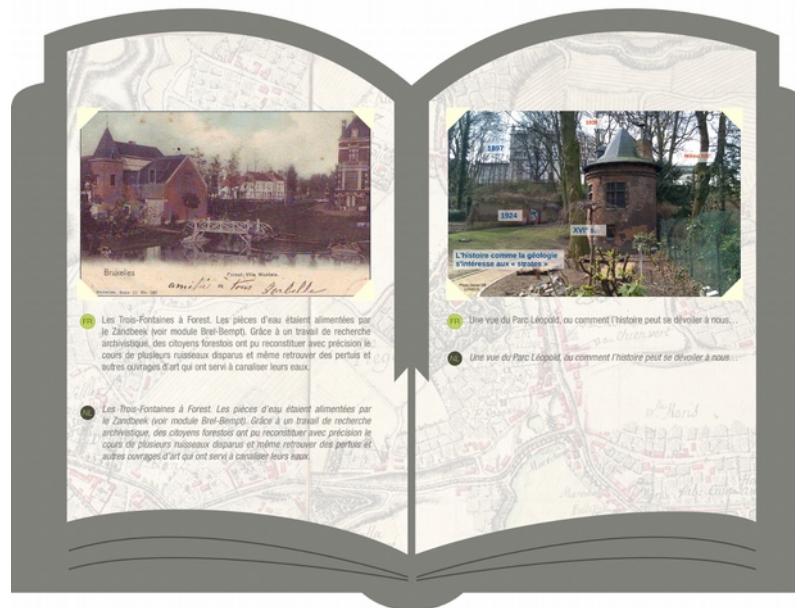 Bruxelles
Forest, Villa Mosselman
amitié à tous
FR
Les Trois-Fontaines à Forest. Les pièces d'eau étaient alimentées par
le Zandbeek (voir module Brel-Bempt). Grâce à un travail de recherche
archivistique, des citoyens forestois ont pu reconstituer avec précision le
cours de plusieurs ruisseaux disparus et même retrouver des pertuis et
autres ouvrages d'art qui ont servi à canaliser leurs eaux.
NL
Les Trois-Fontaines à Forest. Les pièces d'eau étaient alimentées par
le Zandbeek (voir module Brel-Bempt). Grâce à un travail de recherche
archivistique, des citoyens forestois ont pu reconstituer avec précision le
cours de plusieurs ruisseaux disparus et même retrouver des pertuis et
autres ouvrages d'art qui ont servi à canaliser leurs eaux.
1897
1924
XVIe s.
L'histoire comme la géologie
s'intéresse aux « strates »
FR
Une vue du Parc Léopold, ou comment l'histoire peut se dévoiler à nous...
NL
Une vue du Parc Léopold, ou comment l'histoire peut se dévoiler à nous...